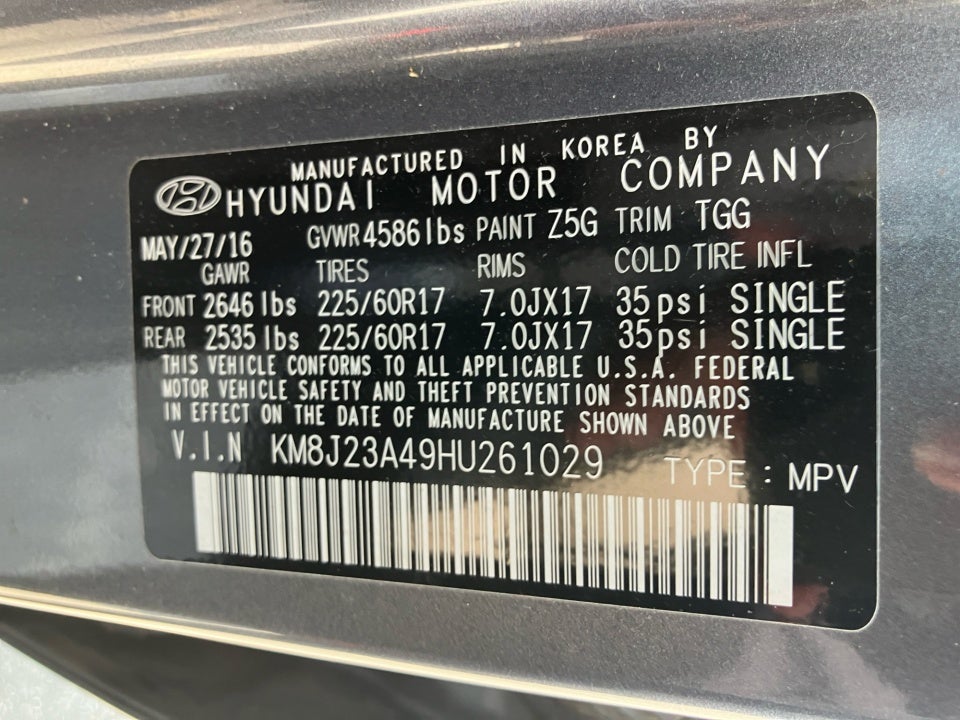 MANUFACTURED IN KOREA BY
HYUNDAI MOTOR COMPANY
MAY/27/16 GVWR 4586 lbs PAINT Z5G TRIM TGG
GAWR TIRES RIMS COLD TIRE INFL
FRONT 2646 lbs 225/60R17 7.0JX17 35psi SINGLE
REAR 2535 lbs 225/60R17 7.0JX17 35psi SINGLE
THIS VEHICLE CONFORMS TO ALL APPLICABLE U.S.A. FEDERAL
MOTOR VEHICLE SAFETY AND THEFT PREVENTION STANDARDS
IN EFFECT ON THE DATE OF MANUFACTURE SHOWN ABOVE
V.I.N KM8J23A49HU261029 TYPE : MPV